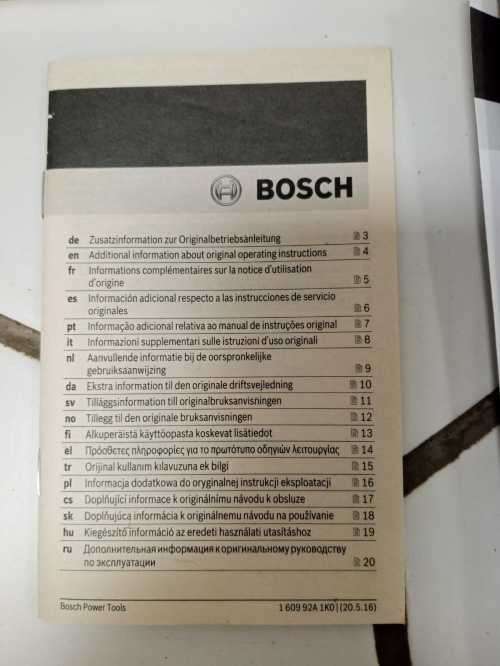 BOSCH
de Zusatzinformation zur Originalbetriebsanleitung 3
en Additional information about original operating instructions 4
fr Informations complémentaires sur la notice d'utilisation
d'origine 5
es Información adicional respecto a las instrucciones de servicio
originales 6
pt Informação adicional relativa ao manual de instruções original 7
it Informazioni supplementari sulle istruzioni d'uso originali 8
nl Aanvullende informatie bij de oorspronkelijke
gebruiksaanwijzing 9
da Ekstra information til den originale driftsvejledning 10
sv Tilläggsinformation till originalbruksanvisningen 11
no Tillegg til den originale bruksanvisningen 12
fi Alkuperäistä käyttöopasta koskevat lisätiedot 13
el Πρόσθετες πληροφορίες για το πρωτότυπο οδηγιών λειτουργίας 14
tr Orijinal kullanım kılavuzuna ek bilgi 15
pl Informacja dodatkowa do oryginalnej instrukcji eksploatacji 16
cs Doplňující informace k originálnímu návodu k obsluze 17
sk Doplňujúca informácia k originálnemu návodu na používanie 18
hu Kiegészítő információ az eredeti használati utasításhoz 19
ru Дополнительная информация к оригинальному руководству
по эксплуатации 20
Bosch Power Tools 1 609 92A 1K0 | (20.5.16)